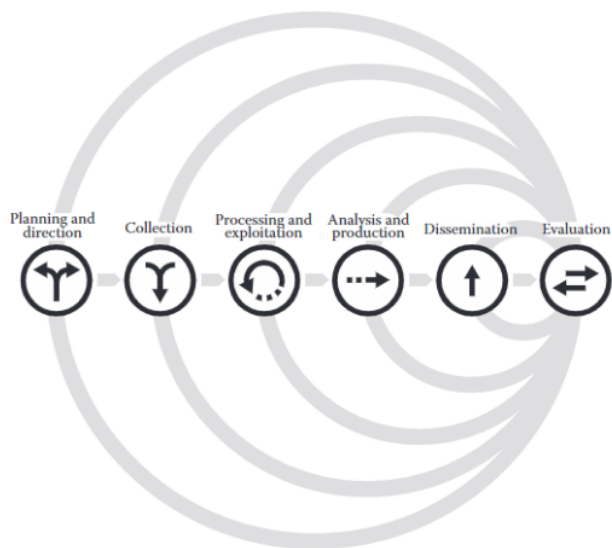 Planning and
direction
Collection
Processing and
exploitation
Analysis and
production
Dissemination
Evaluation